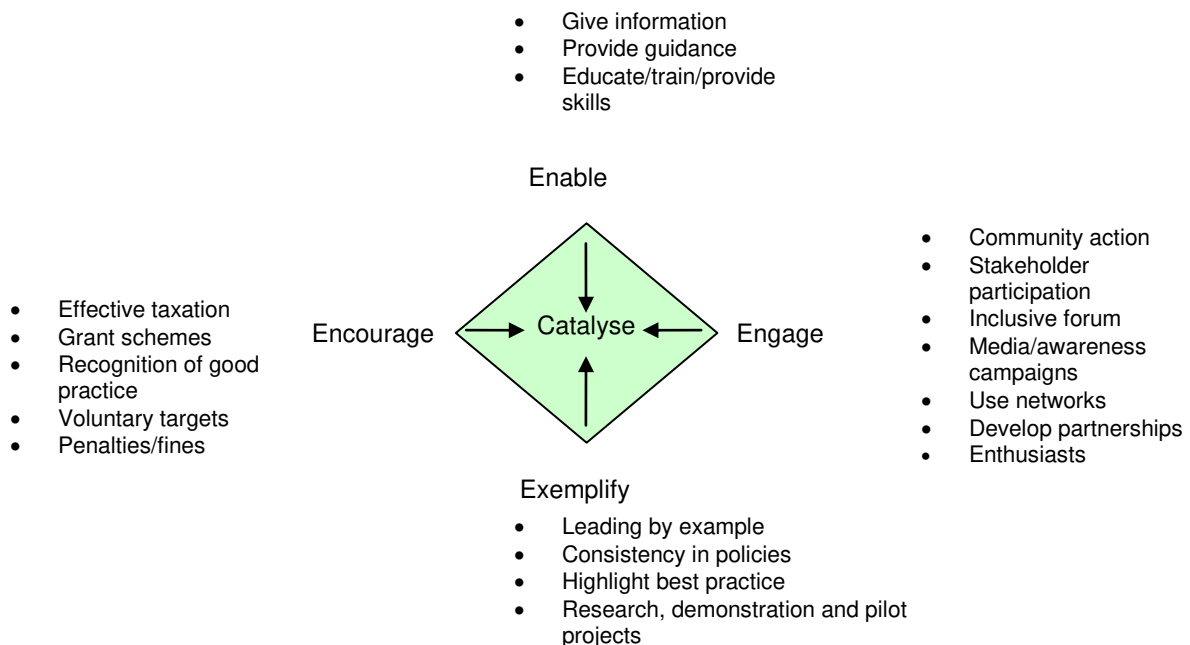 • Give information
• Provide guidance
• Educate/train/provide
skills
Enable
• Effective taxation
• Grant schemes
• Recognition of good
practice
• Voluntary targets
• Penalties/fines
Encourage
Catalyse
Engage
• Community action
• Stakeholder
participation
• Inclusive forum
• Media/awareness
campaigns
• Use networks
• Develop partnerships
• Enthusiasts
Exemplify
• Leading by example
• Consistency in policies
• Highlight best practice
• Research, demonstration and pilot
projects